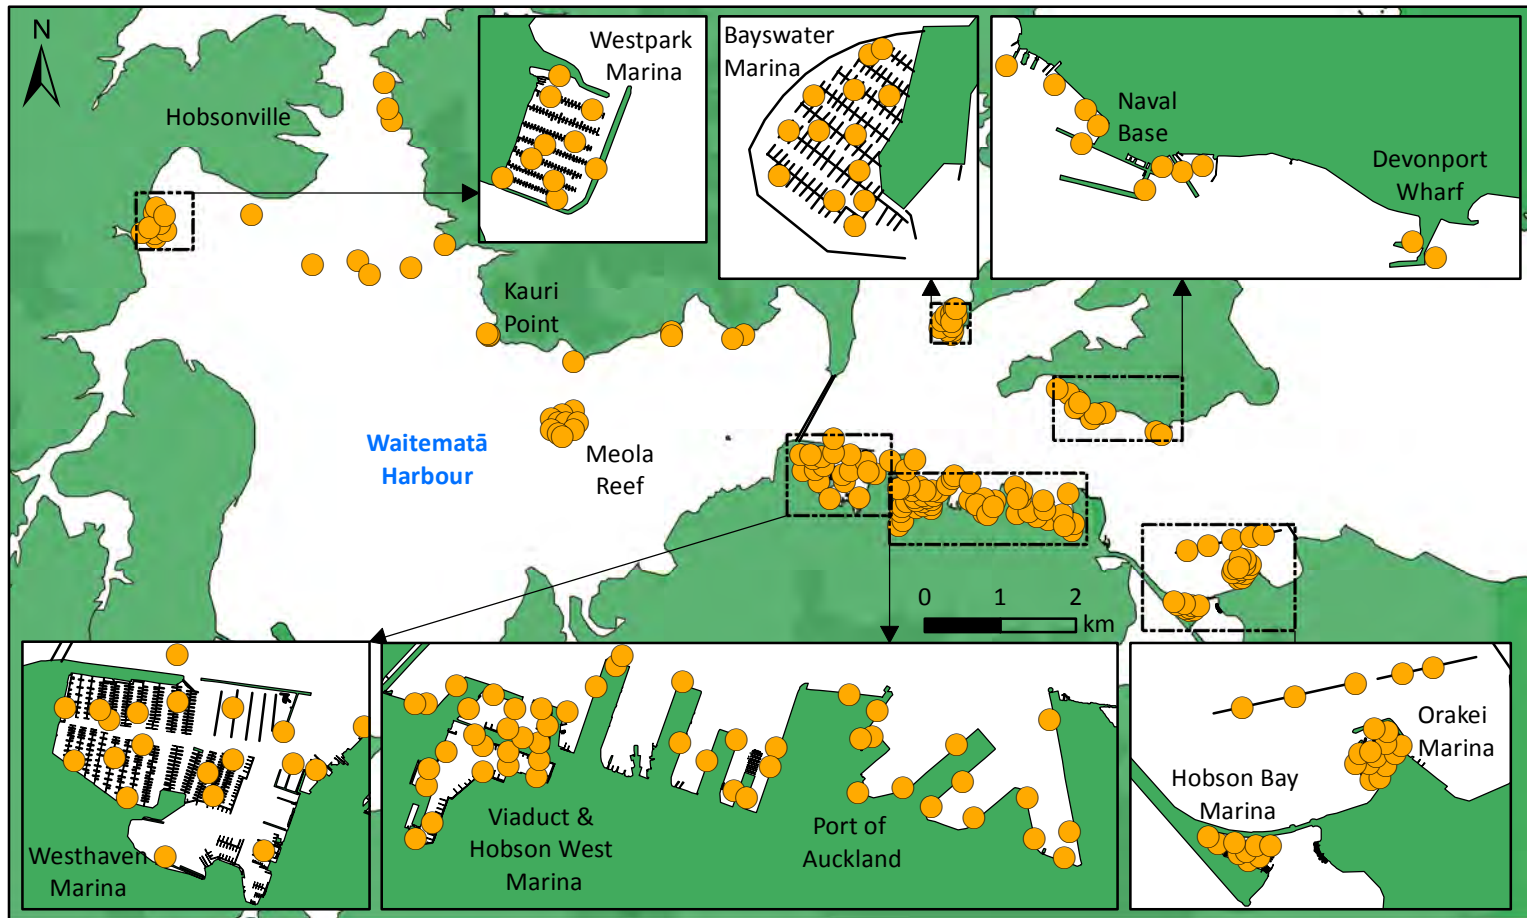 N
Hobsonville
Westpark
Marina
Bayswater
Marina
Naval
Base
Devonport
Wharf
Kauri
Point
Waitematā
Harbour
Meola
Reef
0 1 2
km
Westhaven
Marina
Viaduct &
Hobson West
Marina
Port of
Auckland
Hobson Bay
Marina
Orakei
Marina